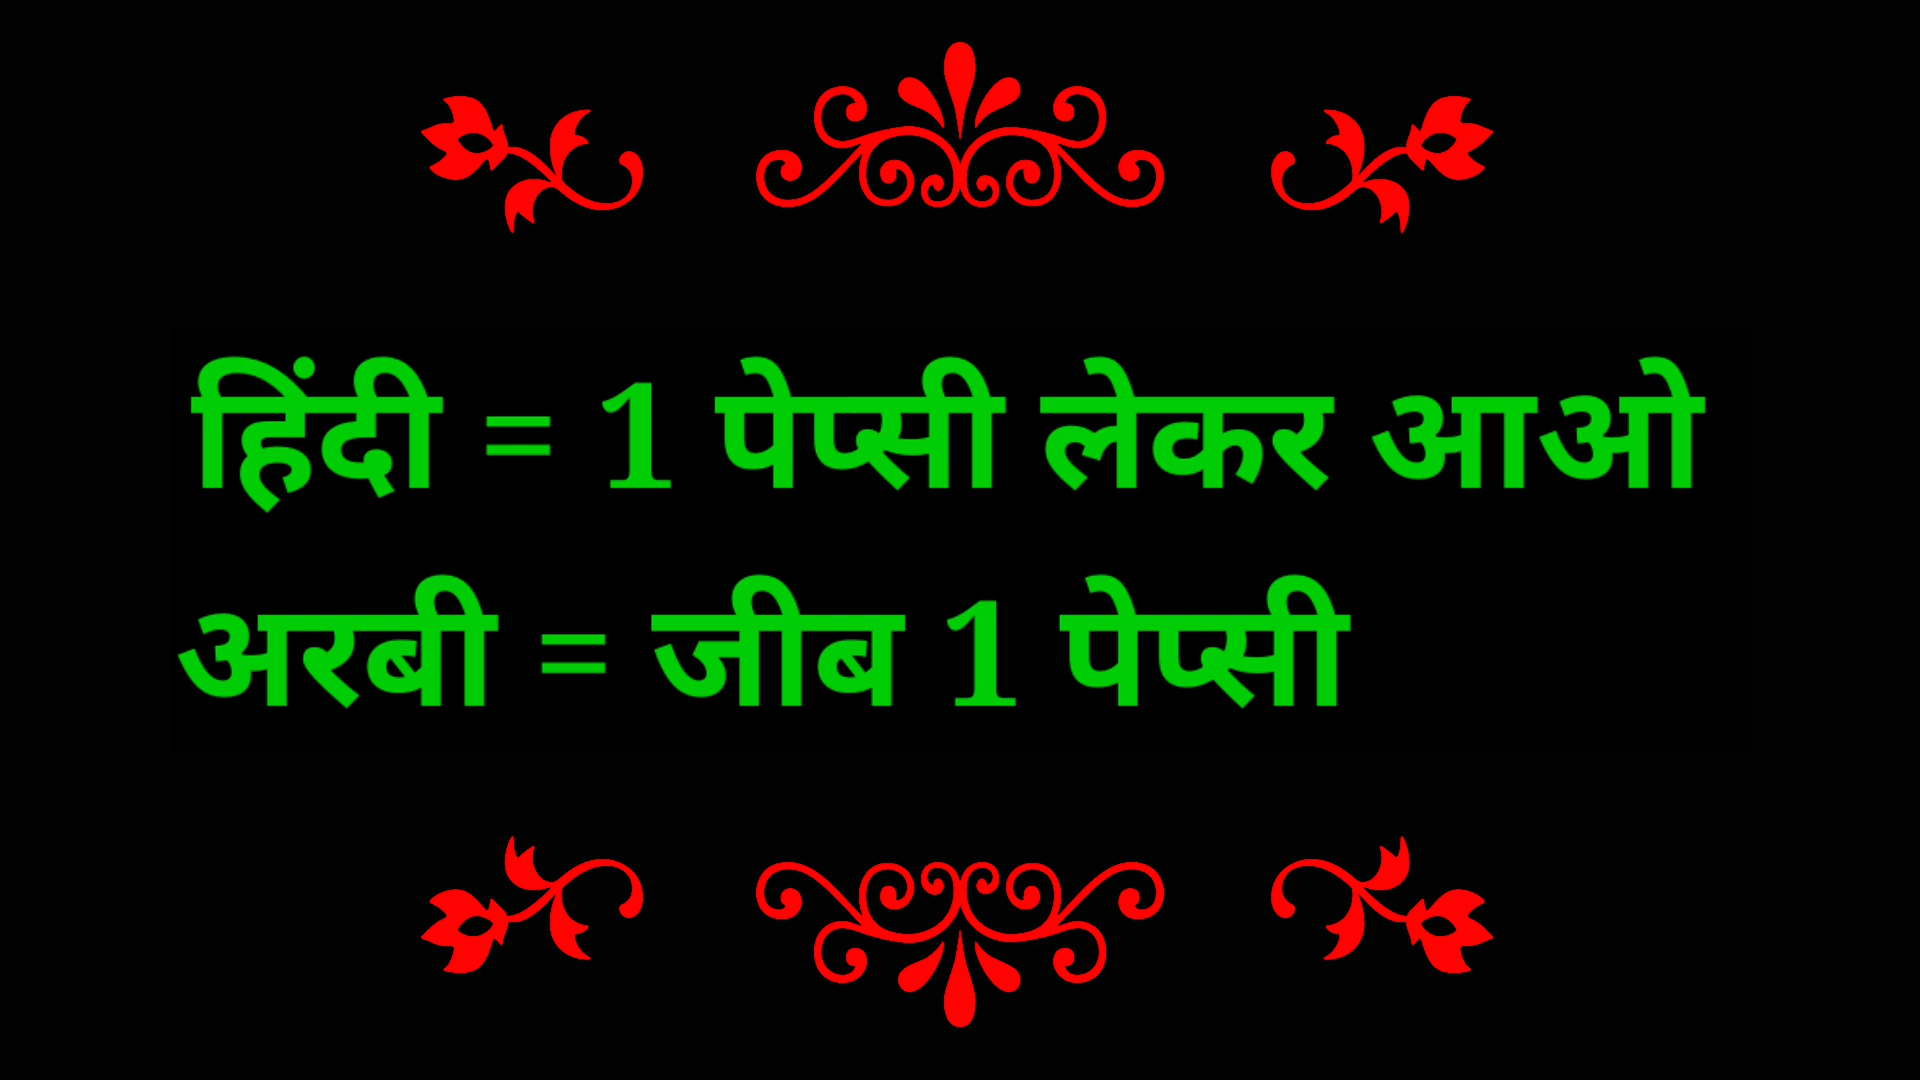 हिंदी = 1 पेप्सी लेकर आओ
अरबी = जीब 1 पेप्सी